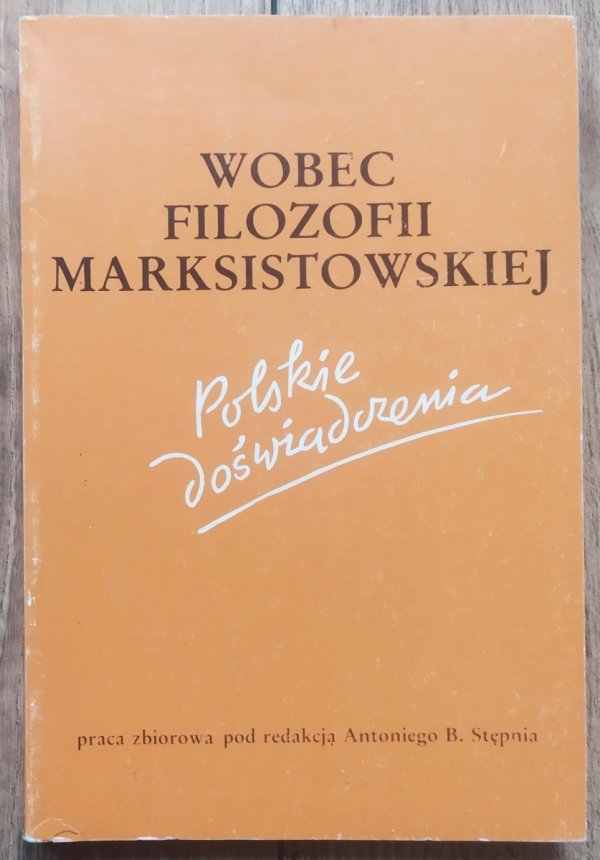 WOBEC
FILOZOFII
MARKSISTOWSKIEJ
Polskie
doświadczenia
praca zbiorowa pod redakcją Antoniego B. Stępnia